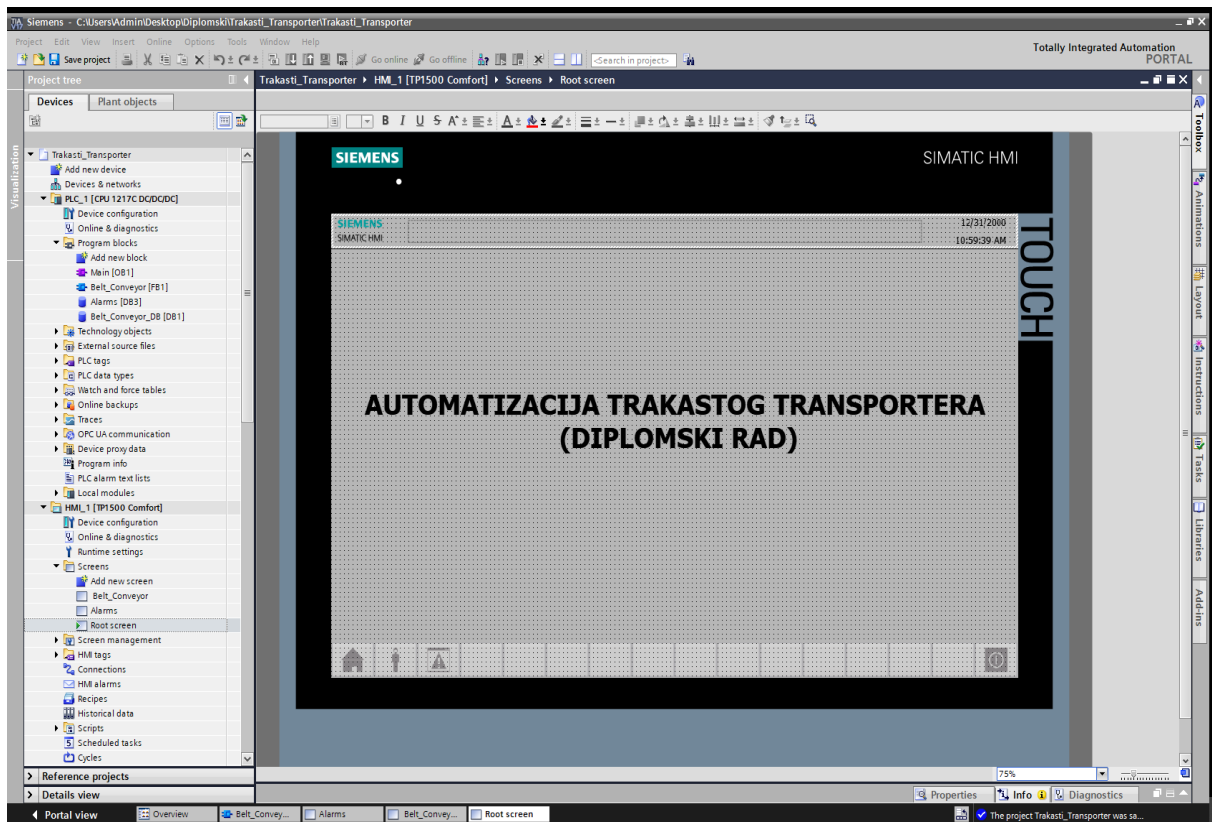 Siemens - C:\Users\Admin\Desktop\Diplomski\Trakasti_Transporter\Trakasti_Transporter
Project Edit View Insert Online Options Tools Window Help
Totally Integrated Automation
PORTAL
Save project
Go online
Go offline
<Search in project>
Project tree
Trakasti_Transporter HMI_1 [TP1500 Comfort] Screens Root screen
Devices
Plant objects
B I U S A
Visualization
Trakasti_Transporter
Add new device
Devices & networks
PLC_1 [CPU 1217C DC/DC/DC]
Device configuration
Online & diagnostics
Program blocks
Add new block
Main [OB1]
Belt_Conveyor [FB1]
Alarms [DB3]
Belt_Conveyor_DB [DB1]
Technology objects
External source files
PLC tags
PLC data types
Watch and force tables
Online backups
Traces
OPC UA communication
Device proxy data
Program info
PLC alarm text lists
Local modules
HMI_1 [TP1500 Comfort]
Device configuration
Online & diagnostics
Runtime settings
Screens
Add new screen
Belt_Conveyor
Alarms
Root screen
Screen management
HMI tags
Connections
HMI alarms
Recipes
Historical data
Scripts
Scheduled tasks
Cycles
Reference projects
Details view
SIEMENS
SIMATIC HMI
SIEMENS
SIMATIC HMI
12/31/2000
10:59:39 AM
TOUCH
AUTOMATIZACIJA TRAKASTOG TRANSPORTERA
(DIPLOMSKI RAD)
Toolbox
Animations
Layout
Instructions
Tasks
Libraries
Add-ins
75%
Properties
Info
Diagnostics
Portal view
Overview
Belt_Convey...
Alarms
Belt_Convey...
Root screen
The project Trakasti_Transporter was sa...